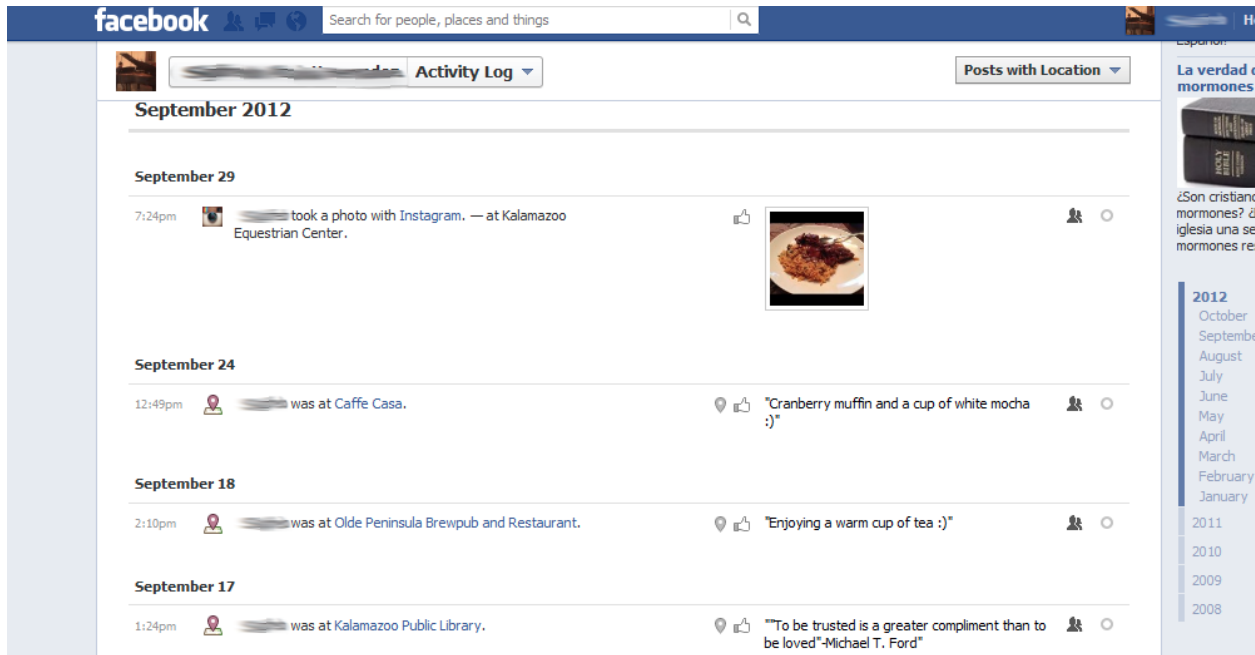 facebook
Search for people, places and things
Activity Log
Posts with Location
September 2012
September 29
7:24pm
took a photo with Instagram. — at Kalamazoo
Equestrian Center.
September 24
12:49pm
was at Caffe Casa.
"Cranberry muffin and a cup of white mocha
:)"
September 18
2:10pm
was at Olde Peninsula Brewpub and Restaurant.
"Enjoying a warm cup of tea :)"
September 17
1:24pm
was at Kalamazoo Public Library.
""To be trusted is a greater compliment than to
be loved"-Michael T. Ford"
La verdad
mormones
HOLY
BIBLE
¿Son
mormones?
iglesia una
mormones
2012
October
August
July
June
May
April
March
February
January
2011
2010
2009
2008